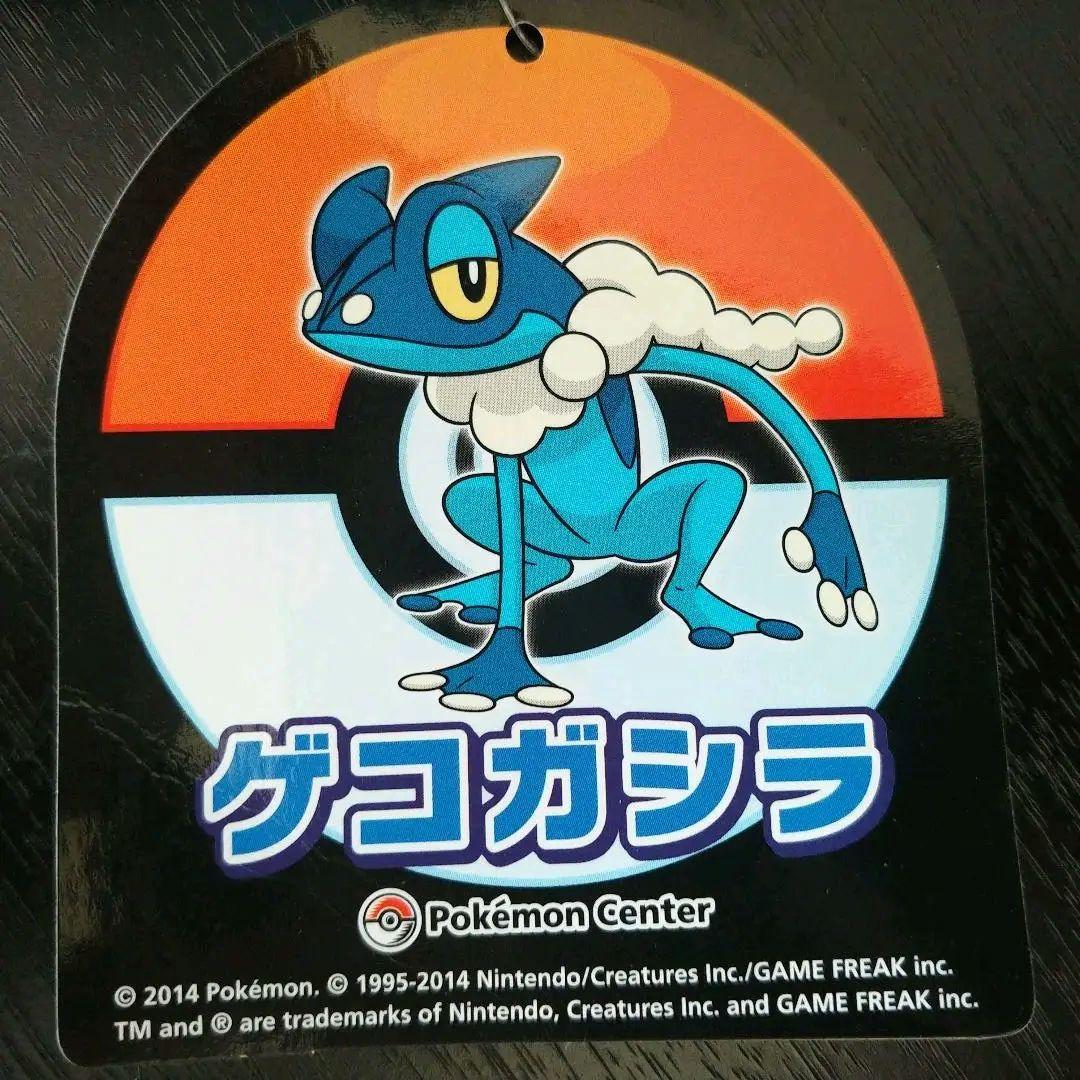 ゲコガシラ
Pokémon Center
© 2014 Pokémon. © 1995-2014 Nintendo/Creatures Inc./GAME FREAK inc.
TM and ® are trademarks of Nintendo, Creatures Inc. and GAME FREAK inc.